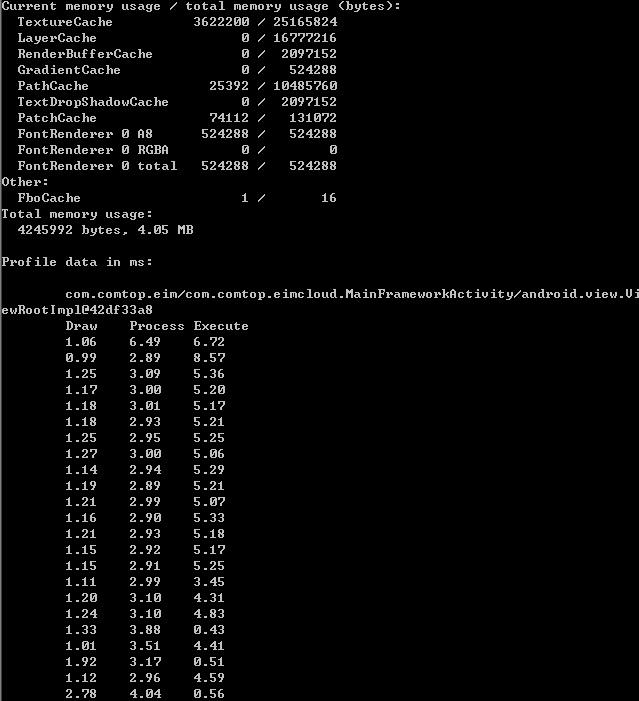 Current memory usage / total memory usage (bytes):
  TextureCache          3622200 / 25165824
  LayerCache                  0 / 16777216
  RenderBufferCache           0 /  2097152
  GradientCache               0 /   524288
  PathCache               25392 / 10485760
  TextDropShadowCache         0 /  2097152
  PatchCache              74112 /   131072
  FontRenderer 0 A8      524288 /   524288
  FontRenderer 0 RGBA         0 /        0
  FontRenderer 0 total   524288 /   524288
Other:
  FboCache                    1 /       16
Total memory usage:
  4245992 bytes, 4.05 MB
Profile data in ms:
        com.comtop.eim/com.comtop.eimcloud.MainFrameworkActivity/android.view.Vi
ewRootImpl@42df33a8
        Draw    Process Execute
        1.06    6.49    6.72
        0.99    2.89    8.57
        1.25    3.09    5.36
        1.17    3.00    5.20
        1.18    3.01    5.17
        1.18    2.93    5.21
        1.25    2.95    5.25
        1.27    3.00    5.06
        1.14    2.94    5.29
        1.19    2.89    5.21
        1.21    2.99    5.07
        1.16    2.90    5.33
        1.21    2.93    5.18
        1.15    2.92    5.17
        1.15    2.91    5.25
        1.11    2.99    3.45
        1.20    3.10    4.31
        1.24    3.10    4.83
        1.33    3.88    0.43
        1.01    3.51    4.41
        1.92    3.17    0.51
        1.12    2.96    4.59
        2.78    4.04    0.56